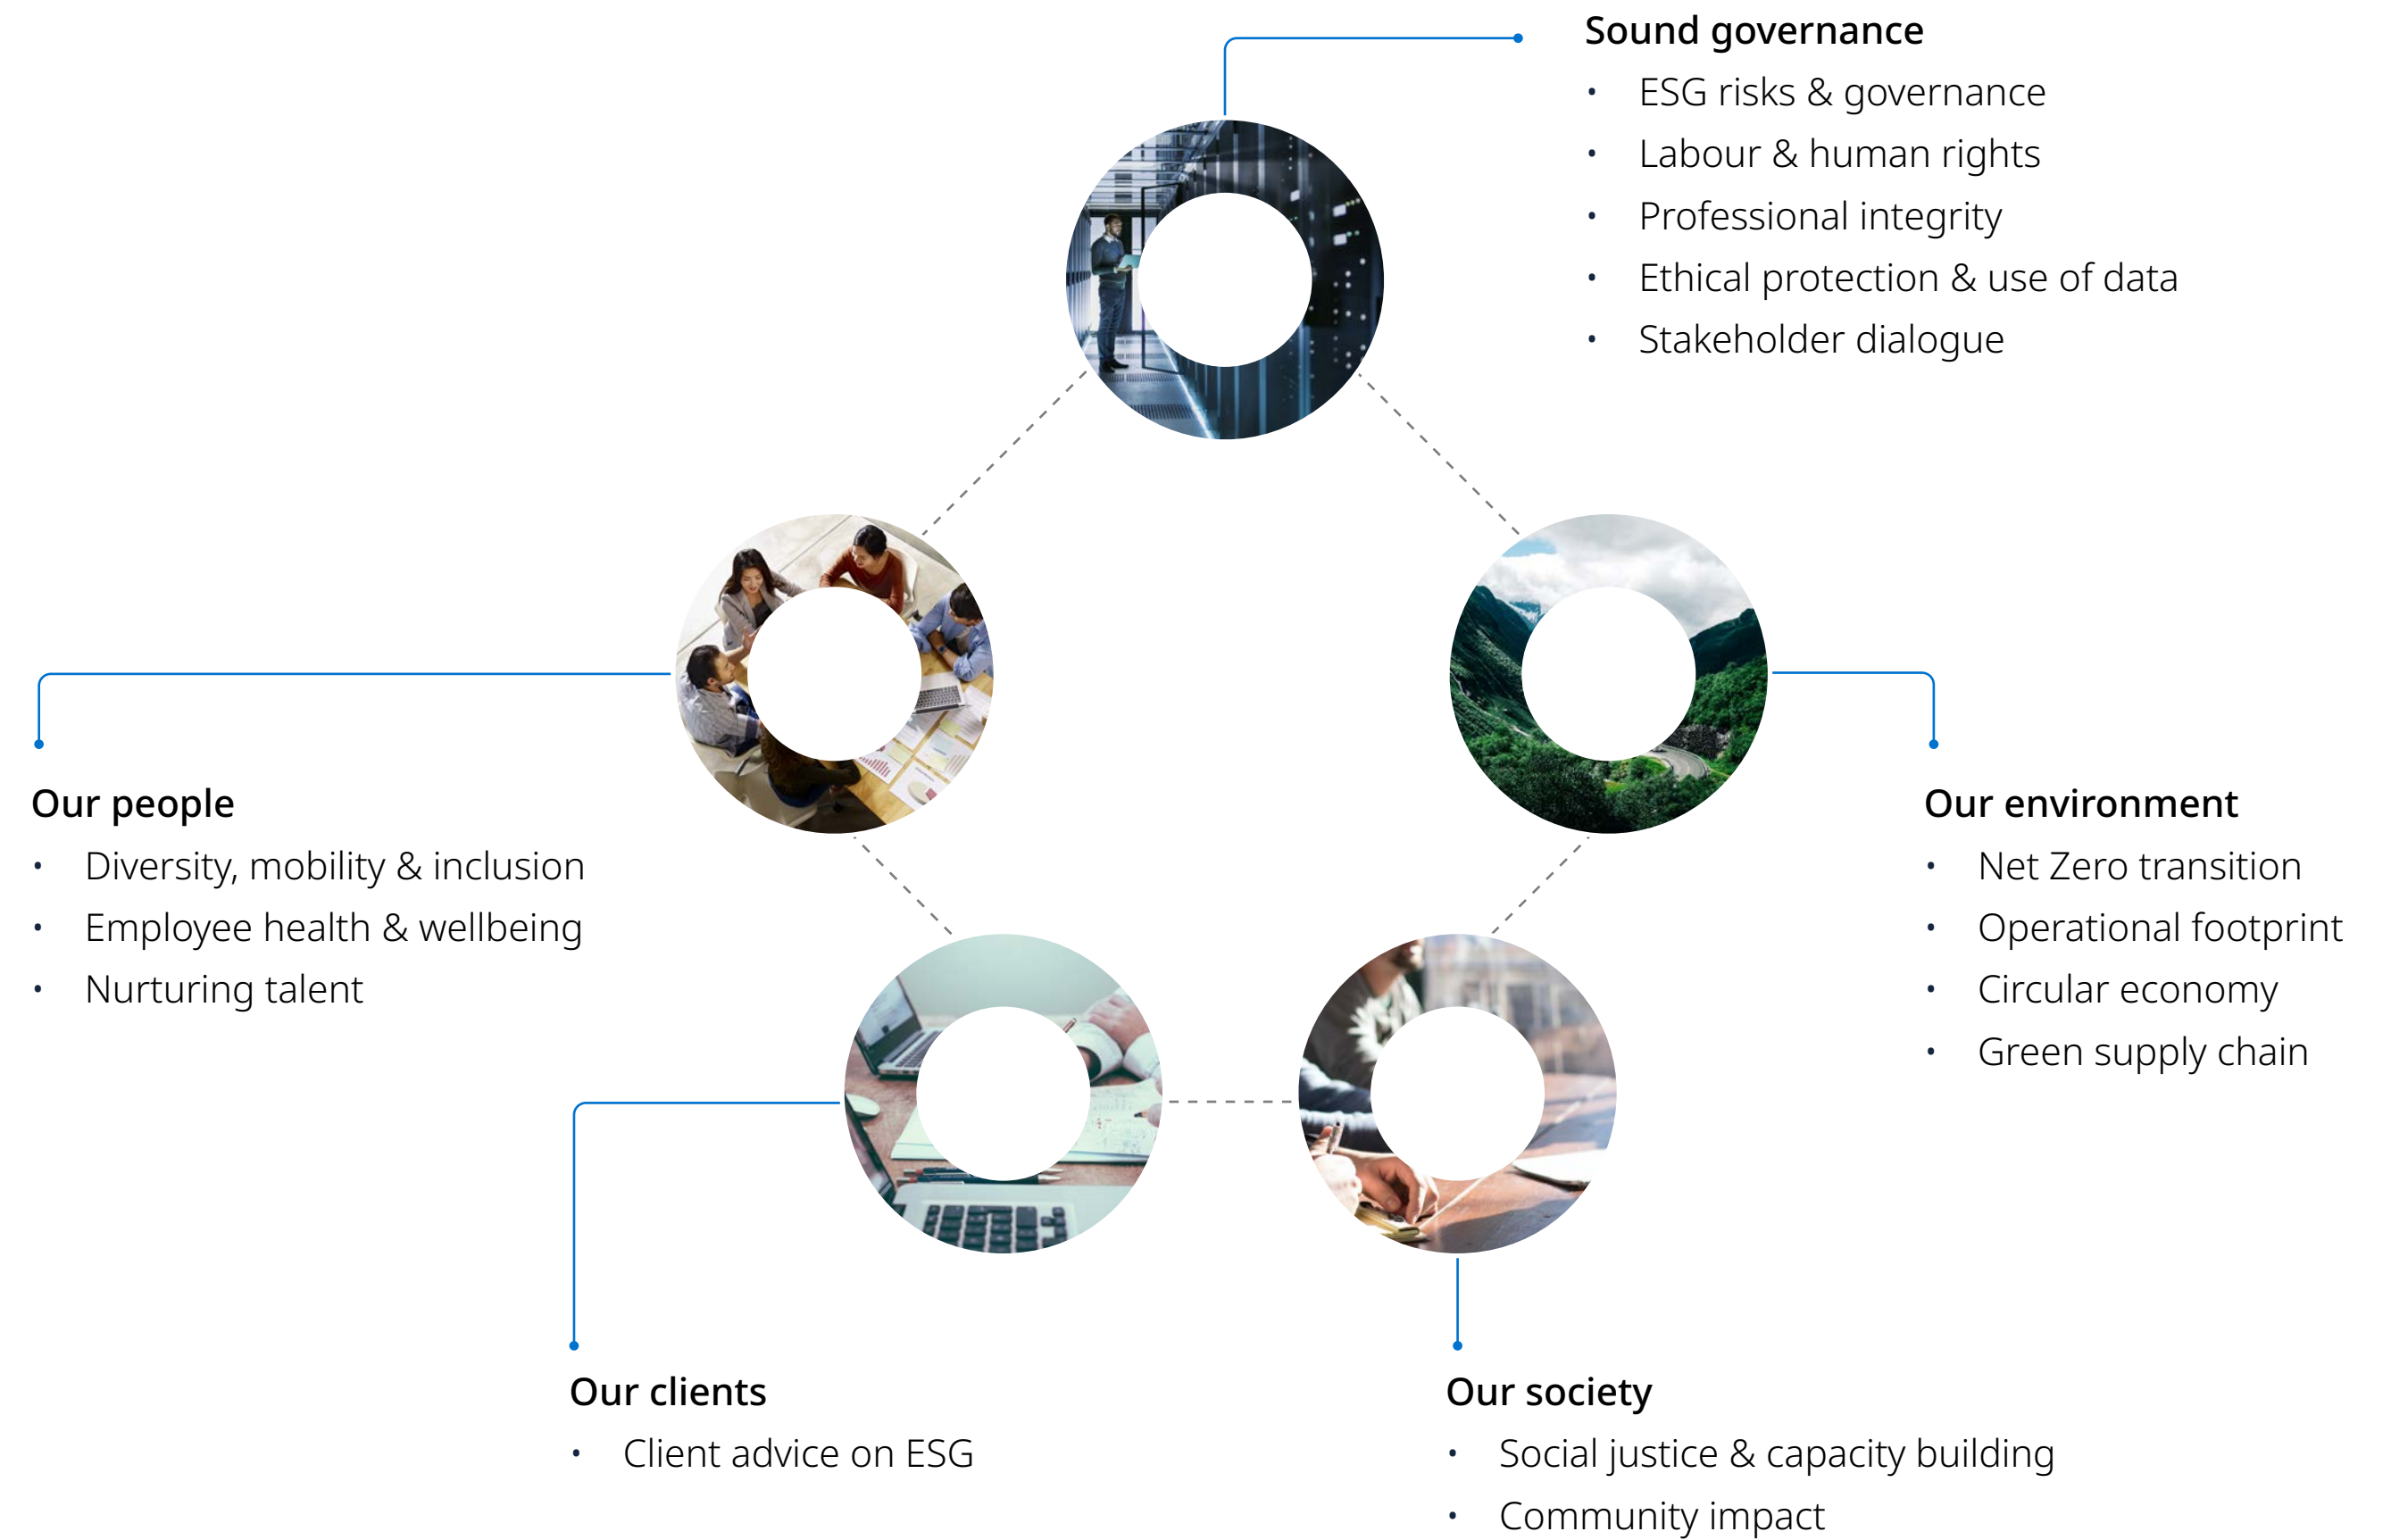 Sound governance
• ESG risks & governance
• Labour & human rights
• Professional integrity
• Ethical protection & use of data
• Stakeholder dialogue
Our people
• Diversity, mobility & inclusion
• Employee health & wellbeing
• Nurturing talent
Our environment
• Net Zero transition
• Operational footprint
• Circular economy
• Green supply chain
Our clients
• Client advice on ESG
Our society
• Social justice & capacity building
• Community impact